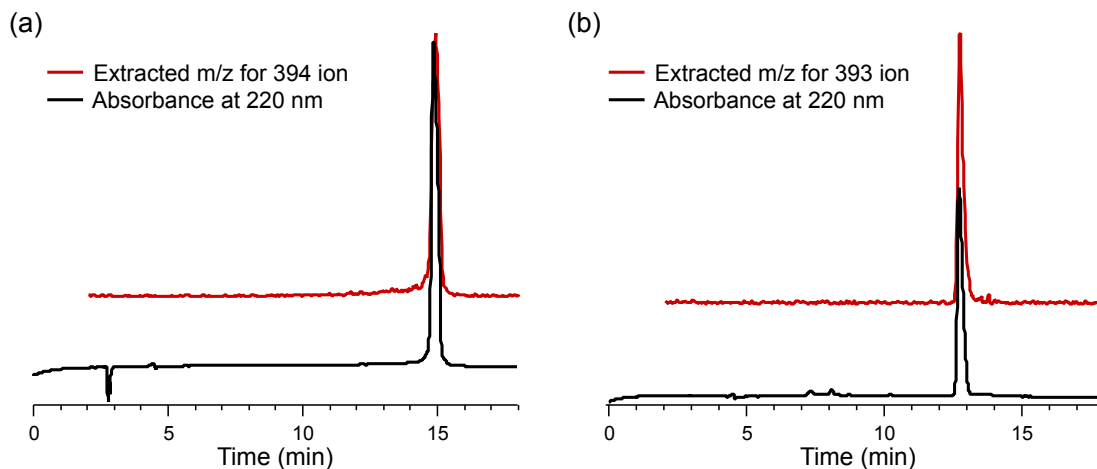 (a)
Extracted m/z for 394 ion
Absorbance at 220 nm
0 5 10 15
Time (min)
(b)
Extracted m/z for 393 ion
Absorbance at 220 nm
0 5 10 15
Time (min)